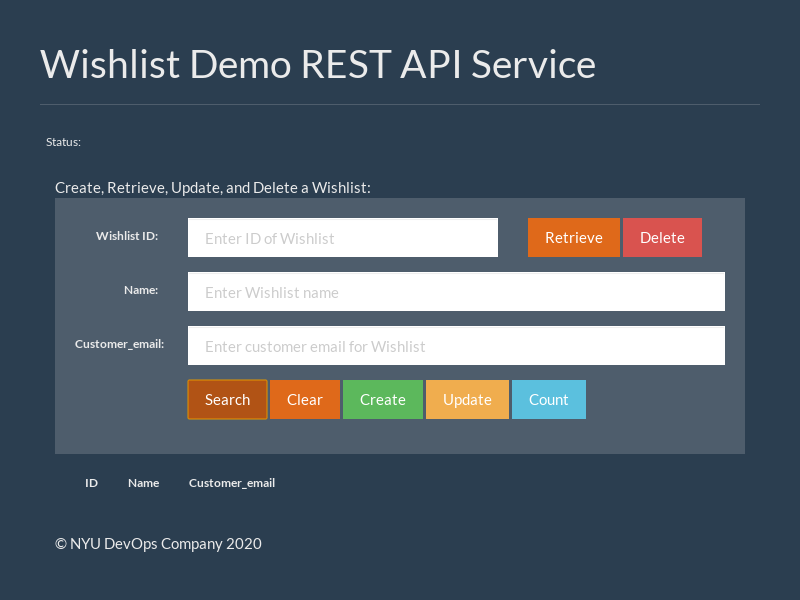 Wishlist Demo REST API Service
Status:
Create, Retrieve, Update, and Delete a Wishlist:
Wishlist ID: Enter ID of Wishlist Retrieve Delete
Name: Enter Wishlist name
Customer_email: Enter customer email for Wishlist
Search Clear Create Update Count
ID Name Customer_email
© NYU DevOps Company 2020